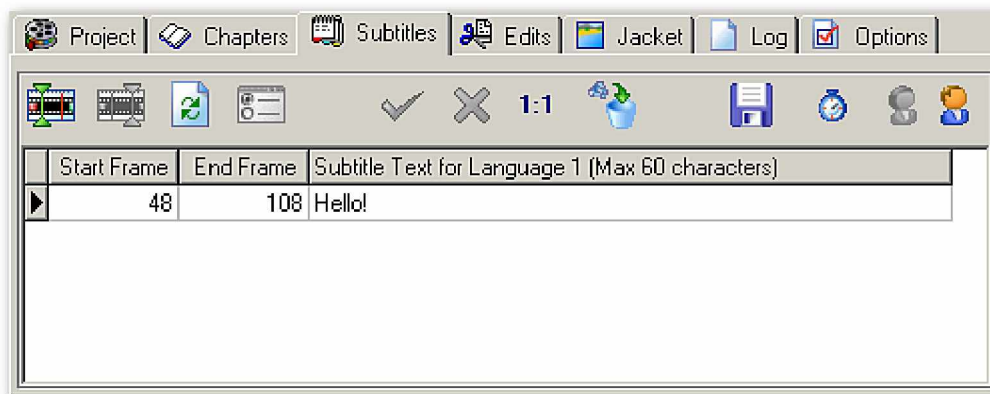 Project Chapters Subtitles Edits Jacket Log Options
1:1
Start Frame End Frame Subtitle Text for Language 1 (Max 60 characters)
48 108 Hello!